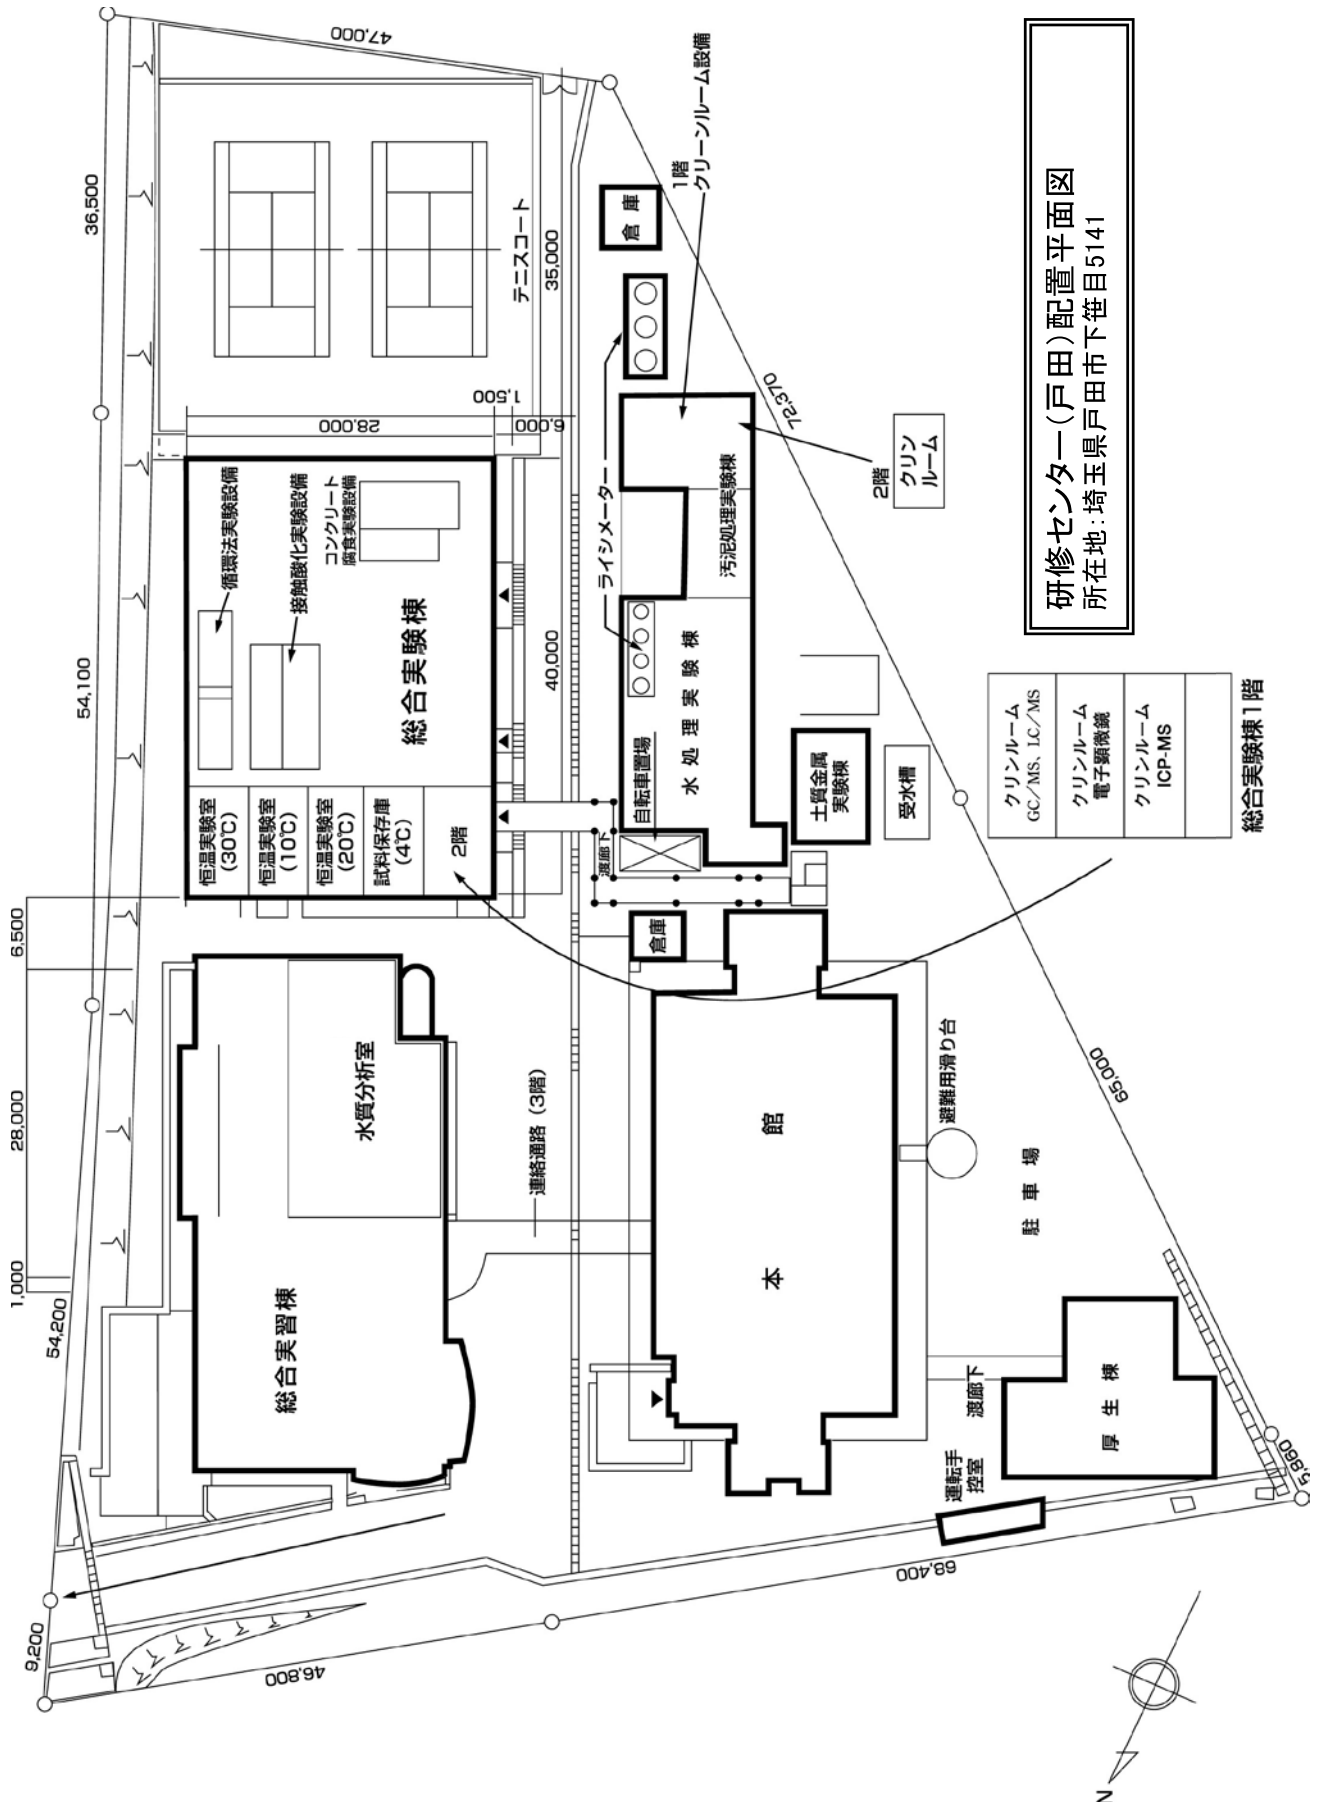 研修センター(戸田)配置平面図
所在地:埼玉県戸田市下笹目5141
47,000
36,500
54,100
6,500
28,000
1,000
54,200
9,200
46,800
68,400
5,860
65,000
72,370
テニスコート
35,000
1,500
28,000
6,000
40,000
循環法実験設備
接触酸化実験設備
コンクリート
腐食実験設備
総合実験棟
恒温実験室
(30℃)
恒温実験室
(10℃)
恒温実験室
(20℃)
試料保存庫
(4℃)
2階
1階
クリーンルーム設備
倉庫
ライシメーター
汚泥処理実験棟
2階
クリン
ルーム
水処理実験棟
自転車置場
渡廊下
土質金属
実験棟
受水槽
倉庫
クリンルーム
GC/MS、LC/MS
クリンルーム
電子顕微鏡
クリンルーム
ICP-MS
総合実験棟1階
水質分析室
総合実習棟
連絡通路(3階)
本館
避難用滑り台
駐車場
渡廊下
厚生棟
運転手
控室
N